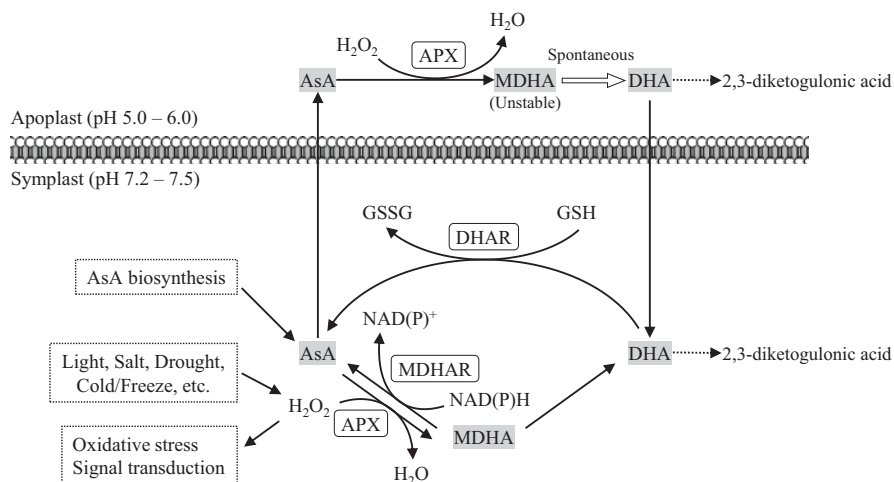 H₂O
H₂O₂
APX
Spontaneous
AsA
MDHA
DHA
2,3-diketogulonic acid
(Unstable)
Apoplast (pH 5.0 – 6.0)
Symplast (pH 7.2 – 7.5)
GSSG
GSH
DHAR
AsA biosynthesis
NAD(P)⁺
AsA
DHA
2,3-diketogulonic acid
Light, Salt, Drought,
Cold/Freeze, etc.
MDHAR
NAD(P)H
H₂O₂
APX
MDHA
Oxidative stress
Signal transduction
H₂O